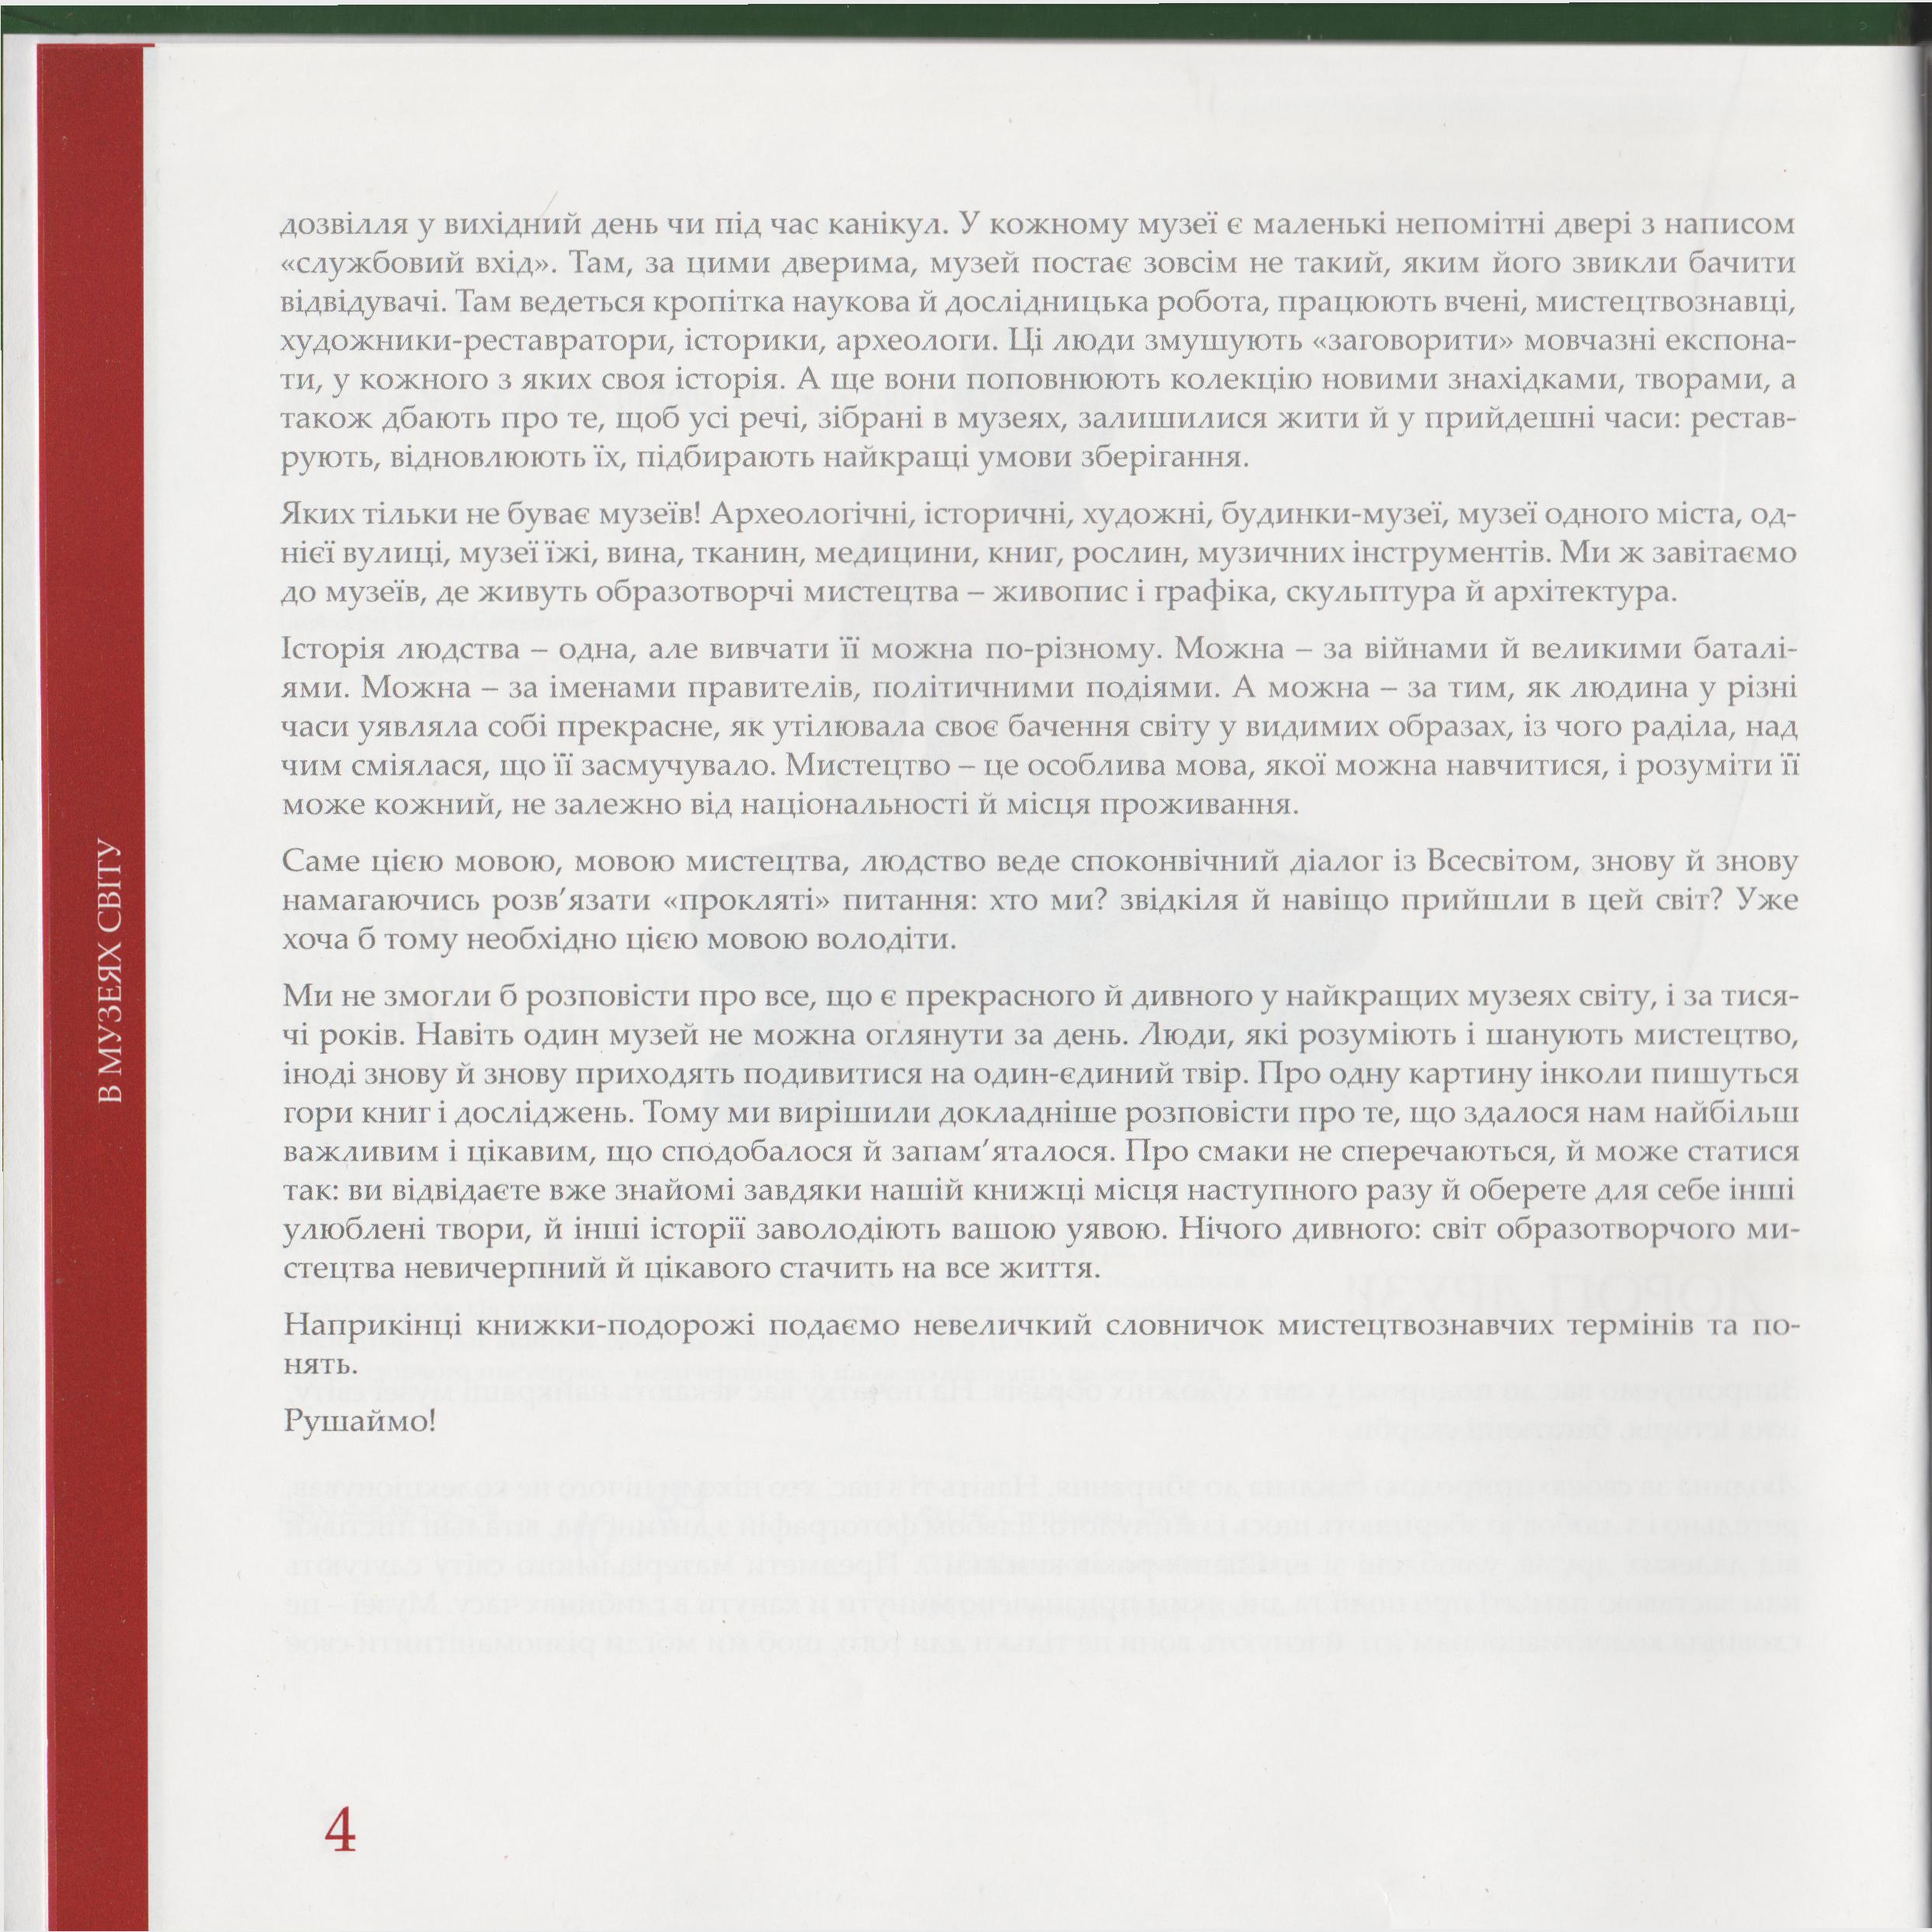 дозвілля у вихідний день чи під час канікул. У кожному музеї є маленькі непомітні двері з написом
«службовий вхід». Там, за цими дверима, музей постає зовсім не такий, яким його звикли бачити
відвідувачі. Там ведеться кропітка наукова й дослідницька робота, працюють вчені, мистецтвознавці,
художники-реставратори, історики, археологи. Ці люди змушують «заговорити» мовчазні експона-
ти, у кожного з яких своя історія. А ще вони поповнюють колекцію новими знахідками, творами, а
також дбають про те, щоб усі речі, зібрані в музеях, залишилися жити й у прийдешні часи: рестав-
рують, відновлюють їх, підбирають найкращі умови зберігання.
Яких тільки не буває музеїв! Археологічні, історичні, художні, будинки-музеї, музеї одного міста, од-
нієї вулиці, музеї їжі, вина, тканин, медицини, книг, рослин, музичних інструментів. Ми ж завітаємо
до музеїв, де живуть образотворчі мистецтва – живопис і графіка, скульптура й архітектура.
Історія людства – одна, але вивчати її можна по-різному. Можна – за війнами й великими баталі-
ями. Можна – за іменами правителів, політичними подіями. А можна – за тим, як людина у різні
часи уявляла собі прекрасне, як утілювала своє бачення світу у видимих образах, із чого раділа, над
чим сміялася, що її засмучувало. Мистецтво – це особлива мова, якої можна навчитися, і розуміти її
може кожний, не залежно від національності й місця проживання.
Саме цією мовою, мовою мистецтва, людство веде споконвічний діалог із Всесвітом, знову й знову
намагаючись розв’язати «прокляті» питання: хто ми? звідкіля й навіщо прийшли в цей світ? Уже
хоча б тому необхідно цією мовою володіти.
Ми не змогли б розповісти про все, що є прекрасного й дивного у найкращих музеях світу, і за тися-
чі років. Навіть один музей не можна оглянути за день. Люди, які розуміють і шанують мистецтво,
іноді знову й знову приходять подивитися на один-єдиний твір. Про одну картину інколи пишуться
гори книг і досліджень. Тому ми вирішили докладніше розповісти про те, що здалося нам найбільш
важливим і цікавим, що сподобалося й запам’яталося. Про смаки не сперечаються, й може статися
так: ви відвідаєте вже знайомі завдяки нашій книжці місця наступного разу й оберете для себе інші
улюблені твори, й інші історії заволодіють вашою уявою. Нічого дивного: світ образотворчого ми-
стецтва невичерпний й цікавого стачить на все життя.
Наприкінці книжки-подорожі подаємо невеличкий словничок мистецтвознавчих термінів та по-
нять.
Рушаймо!
В МУЗЕЯХ СВІТУ
4